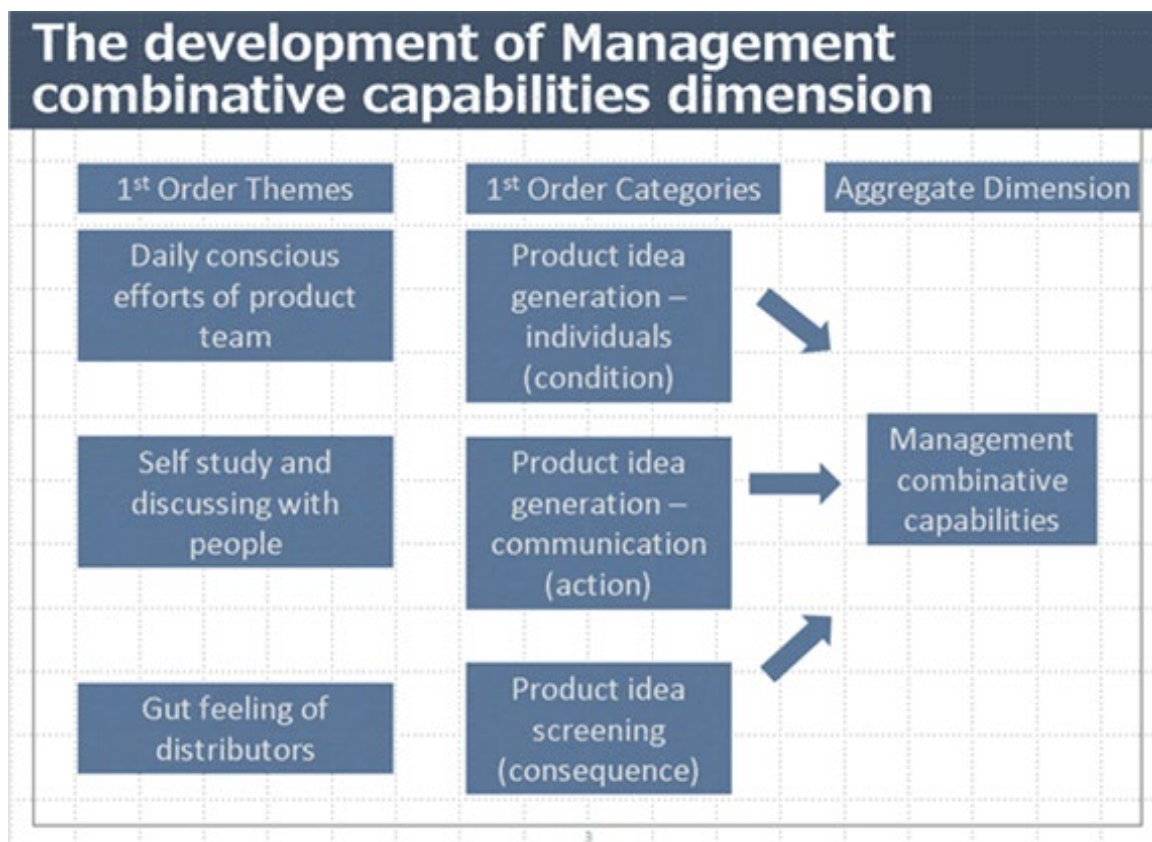 The development of Management
combinative capabilities dimension
1st Order Themes
1st Order Categories
Aggregate Dimension
Daily conscious
efforts of product
team
Product idea
generation –
individuals
(condition)
Self study and
discussing with
people
Product idea
generation –
communication
(action)
Management
combinative
capabilities
Gut feeling of
distributors
Product idea
screening
(consequence)
3